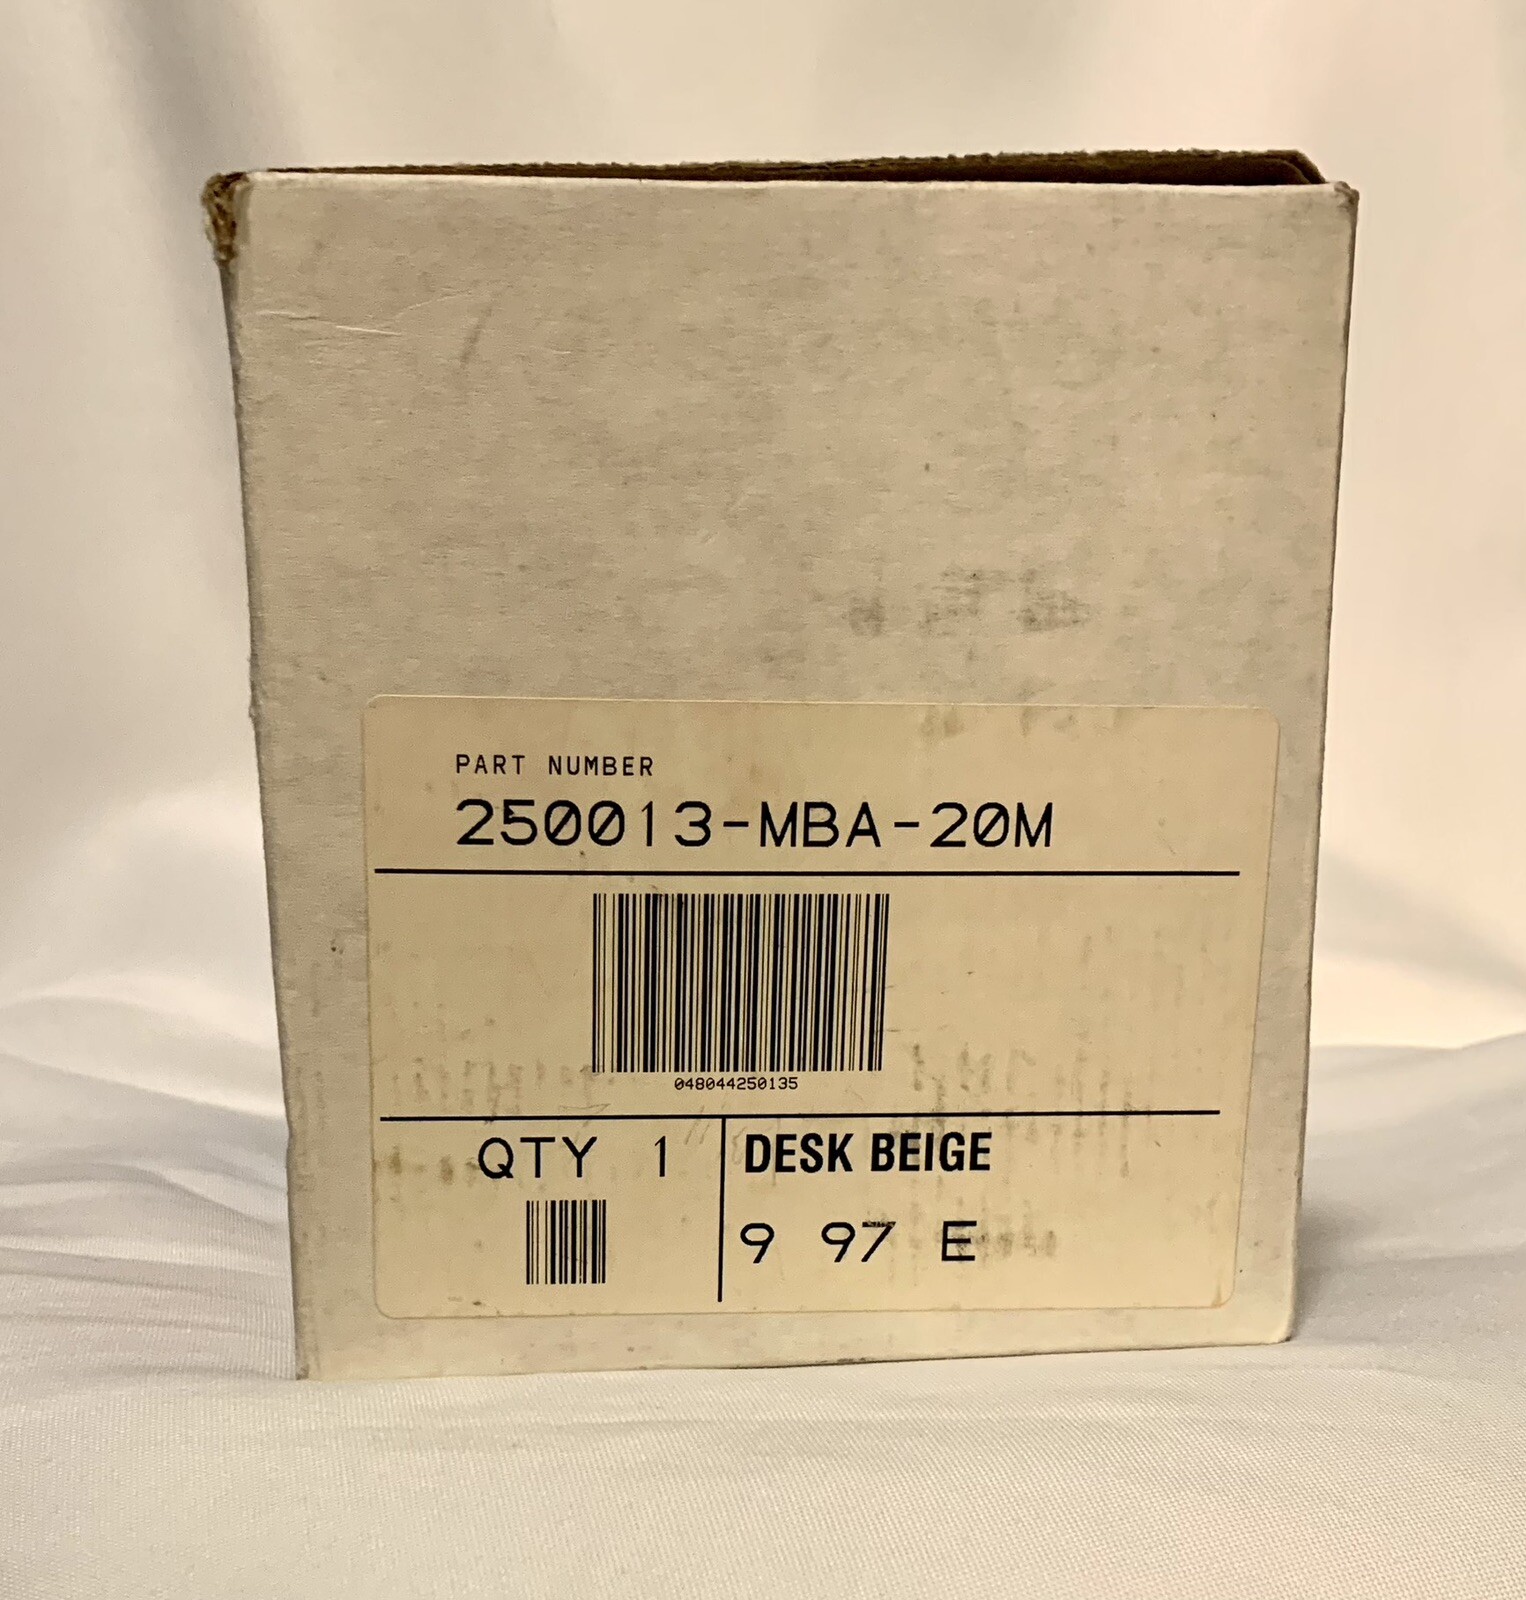 PART NUMBER
250013-MBA-20M
048044250135
QTY 1
DESK BEIGE
9 97 E